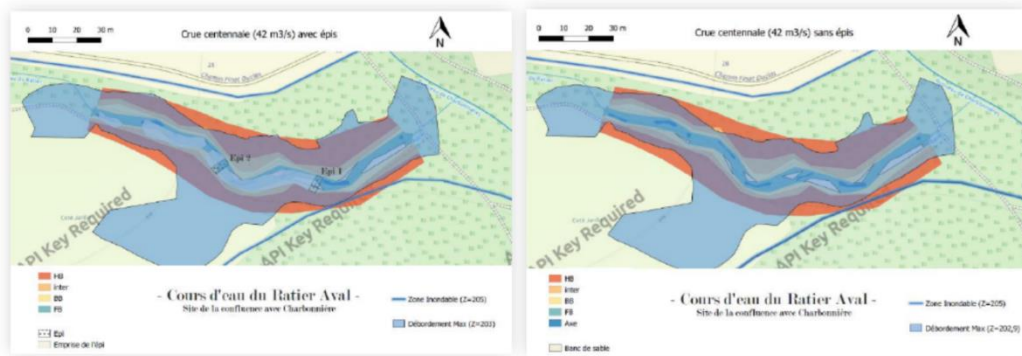 0 10 20 30 m
Crue centennale (42 m3/s) avec épis
N
28
Epi 2
Epi 1
API Key Required
API Key Required
HB
inter
BB
FB
Epi
Emprise de l'épi
- Cours d'eau du Ratier Aval -
Site de la confluence avec Charbonnière
Zone Inondable (Z=205)
Débordement Max (Z=203)
0 10 20 30 m
Crue centennale (42 m3/s) sans épis
N
28
API Key Required
API Key Required
HB
inter
BB
FB
Axe
Banc de sable
- Cours d'eau du Ratier Aval -
Site de la confluence avec Charbonnière
Zone Inondable (Z=205)
Débordement Max (Z=202,9)